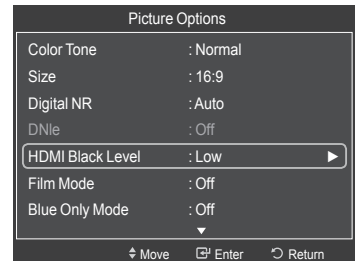 Picture Options
Color Tone : Normal
Size : 16:9
Digital NR : Auto
DNIe : Off
HDMI Black Level : Low
Film Mode : Off
Blue Only Mode : Off
Move Enter Return